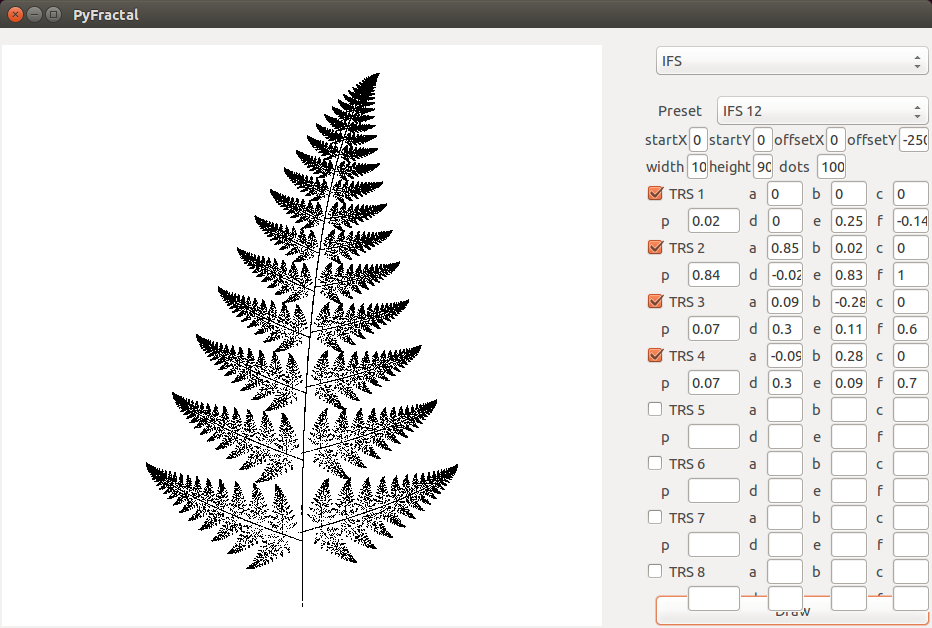 PyFractal
IFS
Preset IFS 12
startX 0 startY 0 offsetX 0 offsetY -250
width 10 height 90 dots 100
TRS 1 a 0 b 0 c 0
p 0.02 d 0 e 0.25 f -0.14
TRS 2 a 0.85 b 0.02 c 0
p 0.84 d -0.02 e 0.83 f 1
TRS 3 a 0.09 b -0.28 c 0
p 0.07 d 0.3 e 0.11 f 0.6
TRS 4 a -0.09 b 0.28 c 0
p 0.07 d 0.3 e 0.09 f 0.7
TRS 5 a b c
p d e f
TRS 6 a b c
p d e f
TRS 7 a b c
p d e f
TRS 8 a b c
Draw